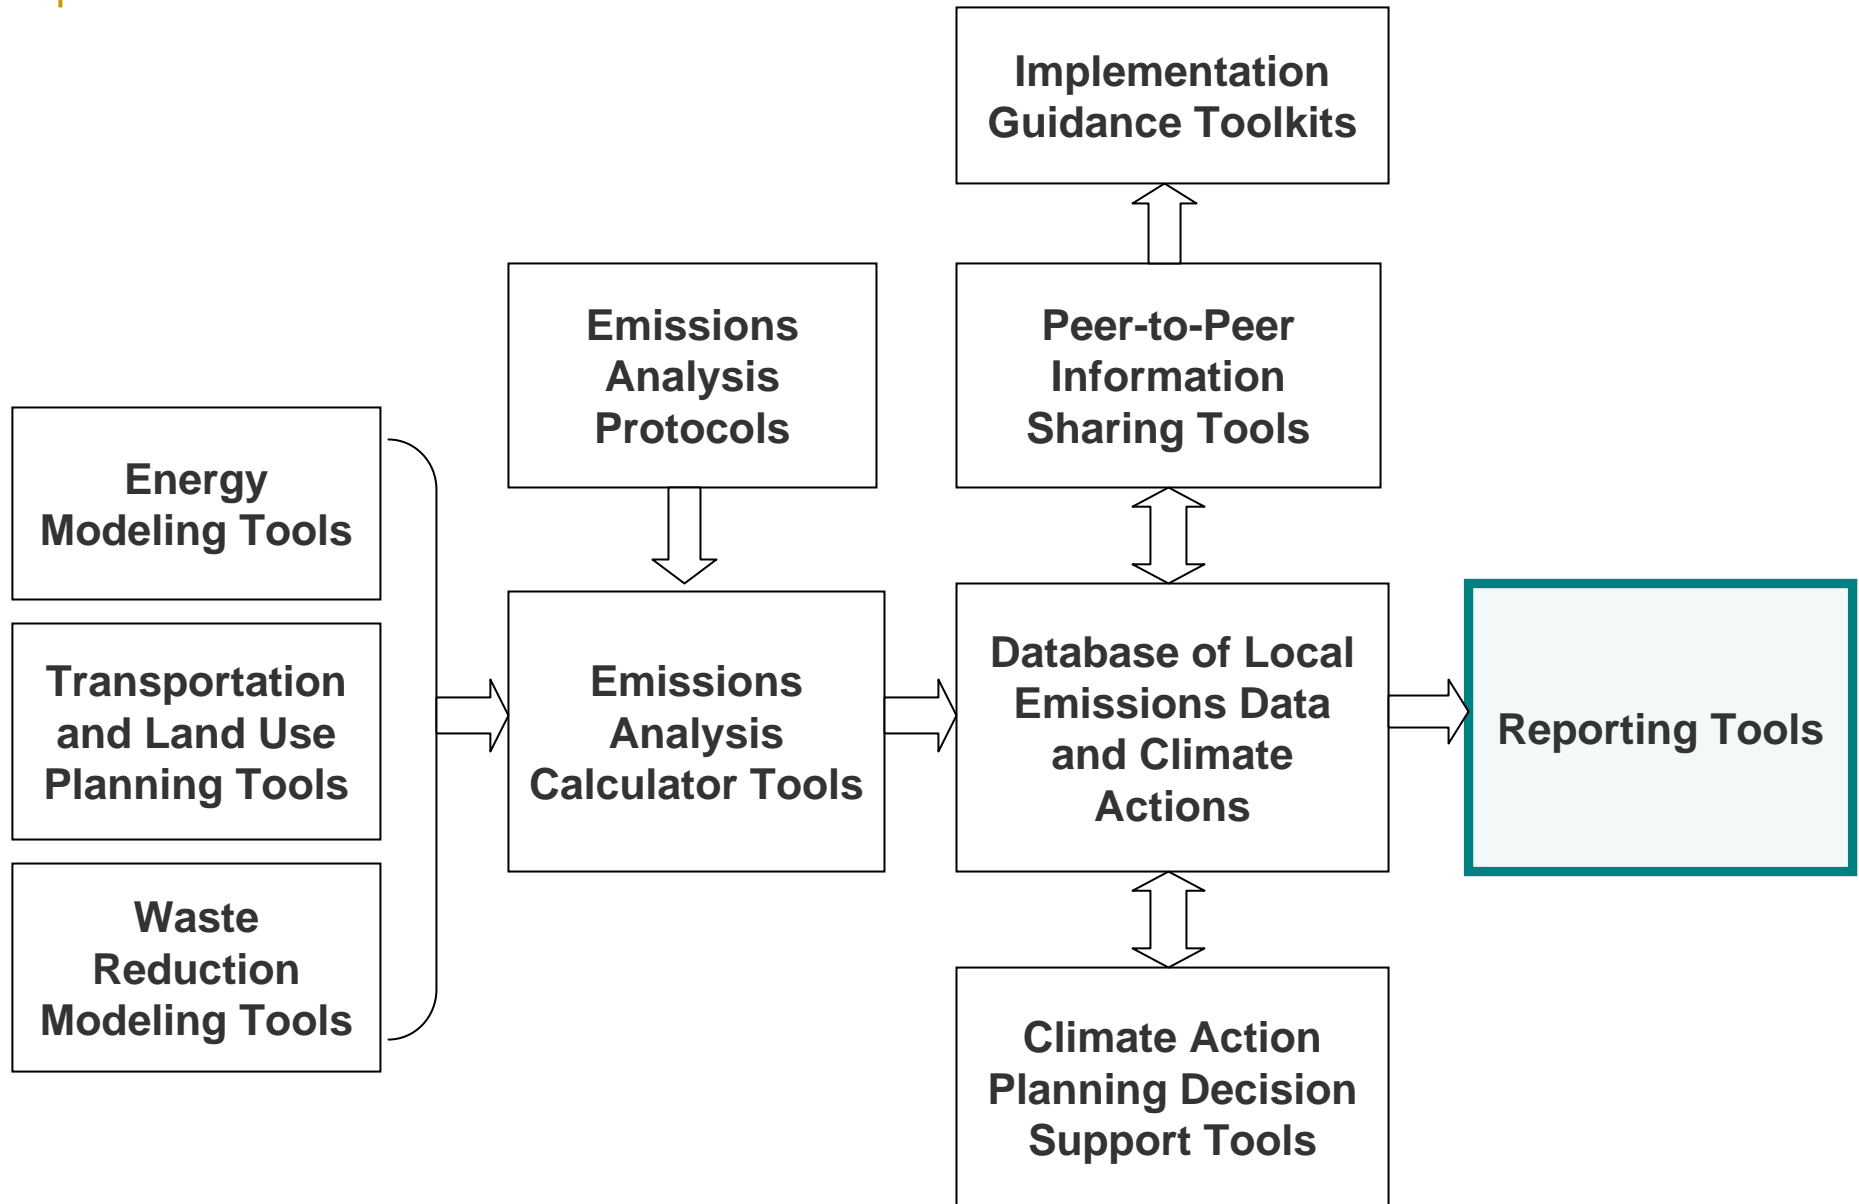 Implementation
Guidance Toolkits
Emissions
Analysis
Protocols
Peer-to-Peer
Information
Sharing Tools
Energy
Modeling Tools
Transportation
and Land Use
Planning Tools
Waste
Reduction
Modeling Tools
Emissions
Analysis
Calculator Tools
Database of Local
Emissions Data
and Climate
Actions
Reporting Tools
Climate Action
Planning Decision
Support Tools